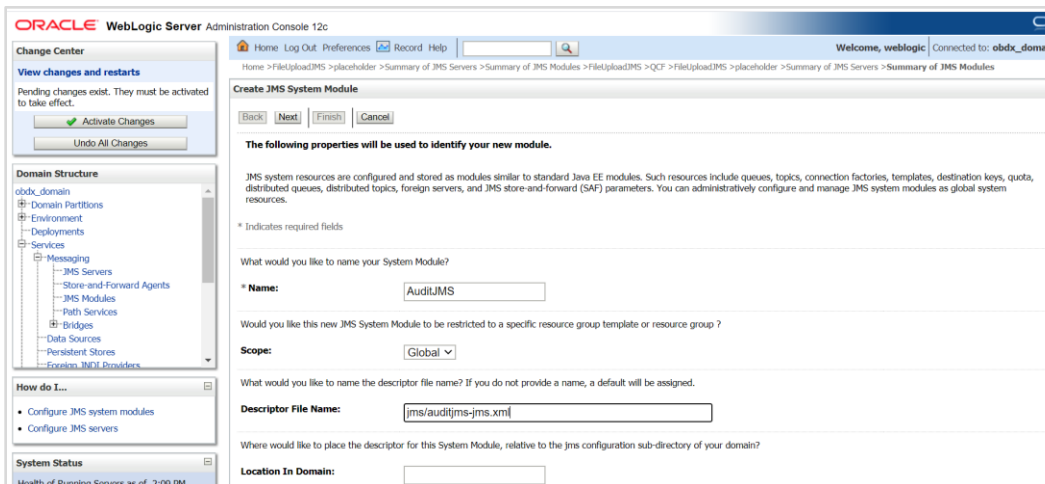 ORACLE WebLogic Server Administration Console 12c
Change Center
View changes and restarts
Pending changes exist. They must be activated
to take effect.
Activate Changes
Undo All Changes
Domain Structure
obdx_domain
Domain Partitions
Environment
Deployments
Services
Messaging
JMS Servers
Store-and-Forward Agents
JMS Modules
Path Services
Bridges
Data Sources
Persistent Stores
Foreign JNDI Providers
How do I...
Configure JMS system modules
Configure JMS servers
System Status
Health of Running Servers as of 2:09 PM
Home Log Out Preferences Record Help
Welcome, weblogic Connected to: obdx_doma
Home >FileUploadJMS >placeholder >Summary of JMS Servers >Summary of JMS Modules >FileUploadJMS >QCF >FileUploadJMS >placeholder >Summary of JMS Servers >Summary of JMS Modules
Create JMS System Module
Back Next Finish Cancel
The following properties will be used to identify your new module.
JMS system resources are configured and stored as modules similar to standard Java EE modules. Such resources include queues, topics, connection factories, templates, destination keys, quota,
distributed queues, distributed topics, foreign servers, and JMS store-and-forward (SAF) parameters. You can administratively configure and manage JMS system modules as global system
resources.
* Indicates required fields
What would you like to name your System Module?
* Name: AuditJMS
Would you like this new JMS System Module to be restricted to a specific resource group template or resource group ?
Scope: Global
What would you like to name the descriptor file name? If you do not provide a name, a default will be assigned.
Descriptor File Name: jms/auditjms-jms.xml
Where would like to place the descriptor for this System Module, relative to the jms configuration sub-directory of your domain?
Location In Domain: